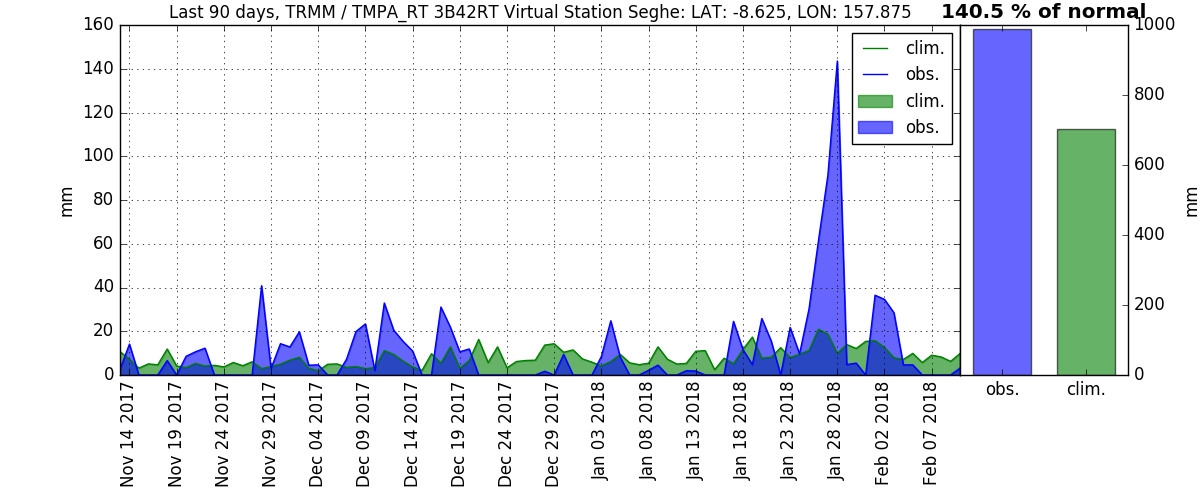 Last 90 days, TRMM / TMPA_RT 3B42RT Virtual Station Seghe: LAT: -8.625, LON: 157.875
140.5 % of normal
160
140
120
100
80
60
40
20
0
mm
clim.
obs.
clim.
obs.
1000
800
600
400
200
0
mm
obs.
clim.
Nov 14 2017
Nov 19 2017
Nov 24 2017
Nov 29 2017
Dec 04 2017
Dec 09 2017
Dec 14 2017
Dec 19 2017
Dec 24 2017
Dec 29 2017
Jan 03 2018
Jan 08 2018
Jan 13 2018
Jan 18 2018
Jan 23 2018
Jan 28 2018
Feb 02 2018
Feb 07 2018